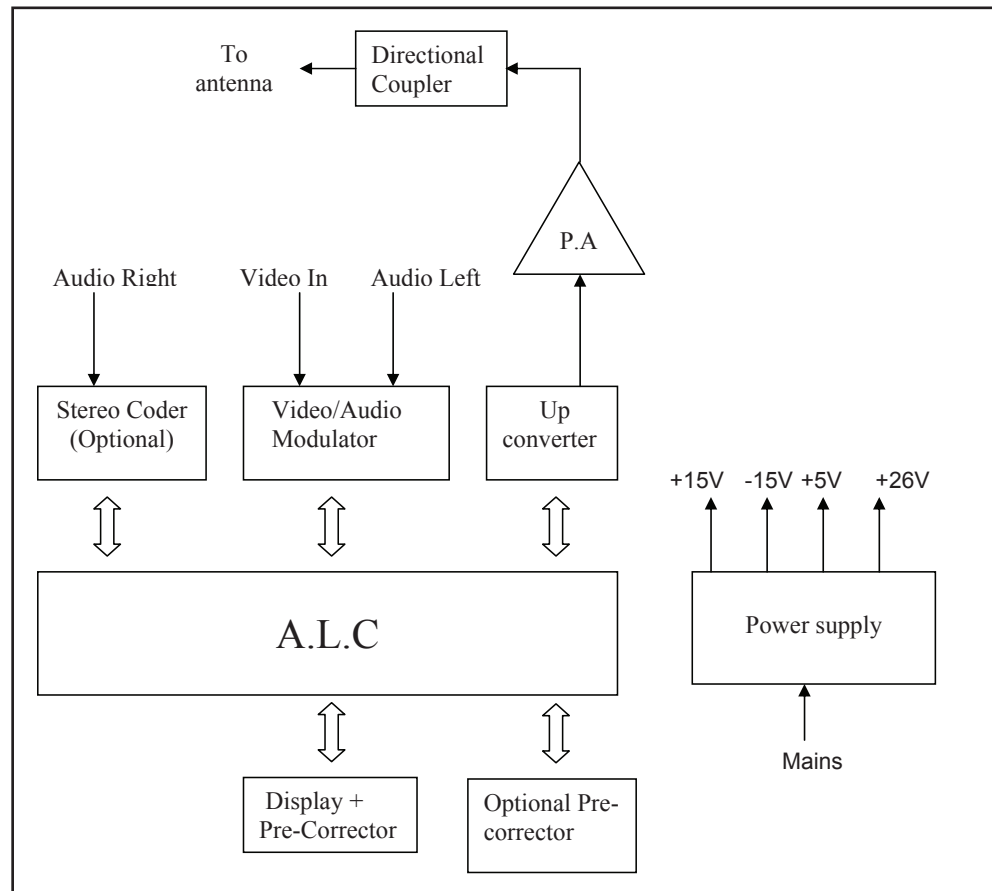 To
antenna
Directional
Coupler
P.A
Audio Right
Video In
Audio Left
Stereo Coder
(Optional)
Video/Audio
Modulator
Up
converter
+15V
-15V
+5V
+26V
A.L.C
Power supply
Mains
Display +
Pre-Corrector
Optional Pre-
corrector